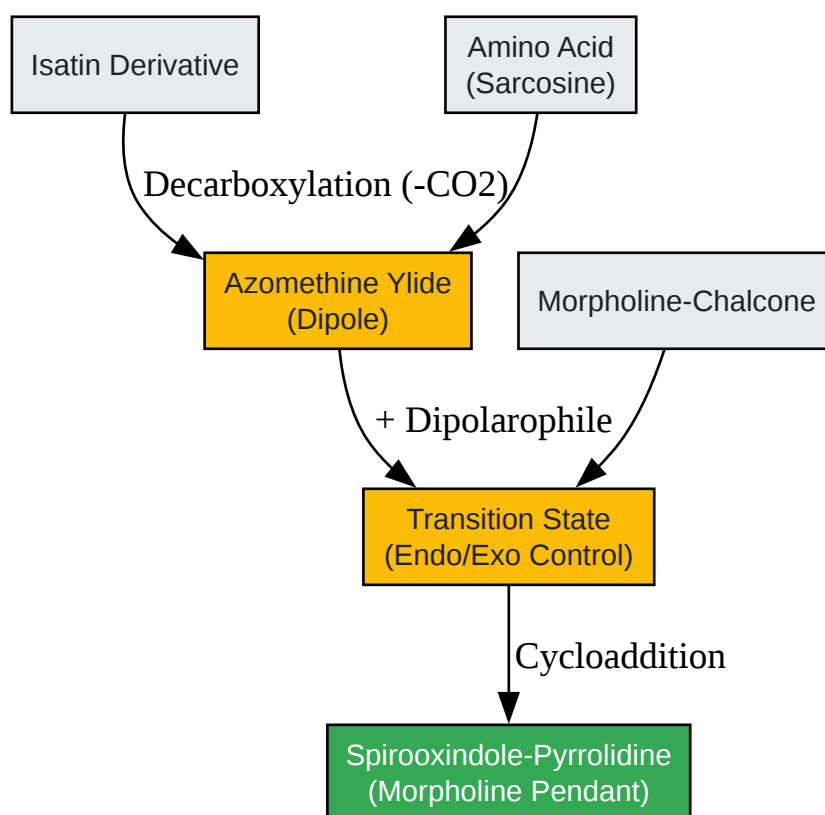 Isatin Derivative
Amino Acid
(Sarcosine)
Decarboxylation (-CO2)
Azomethine Ylide
(Dipole)
Morpholine-Chalcone
+ Dipolarophile
Transition State
(Endo/Exo Control)
Cycloaddition
Spirooxindole-Pyrrolidine
(Morpholine Pendant)